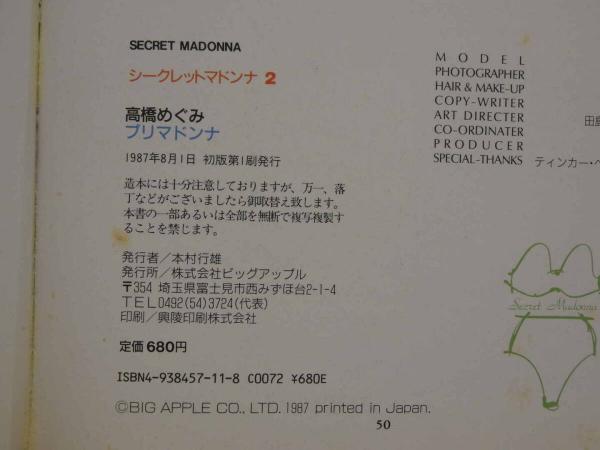 SECRET MADONNA
シークレットマドンナ 2
高橋めぐみ
プリマドンナ
1987年8月1日 初版第1刷発行
造本には十分注意しておりますが、万一、落
丁などがございましたら御取替え致します。
本書の一部あるいは全部を無断で複写複製す
ることを禁じます。
発行者/本村行雄
発行所/株式会社ビッグアップル
〒354 埼玉県富士見市西みずほ台2-1-4
TEL0492(54)3724(代表)
印刷/興陵印刷株式会社
定価 680円
ISBN4-938457-11-8 C0072 ¥680E
©BIG APPLE CO., LTD. 1987 printed in Japan.
50
MODEL
PHOTOGRAPHER
HAIR & MAKE-UP
COPY-WRITER
ART DIRECTER
CO-ORDINATER
PRODUCER
SPECIAL-THANKS ティンカー・
田
Secret Madonna